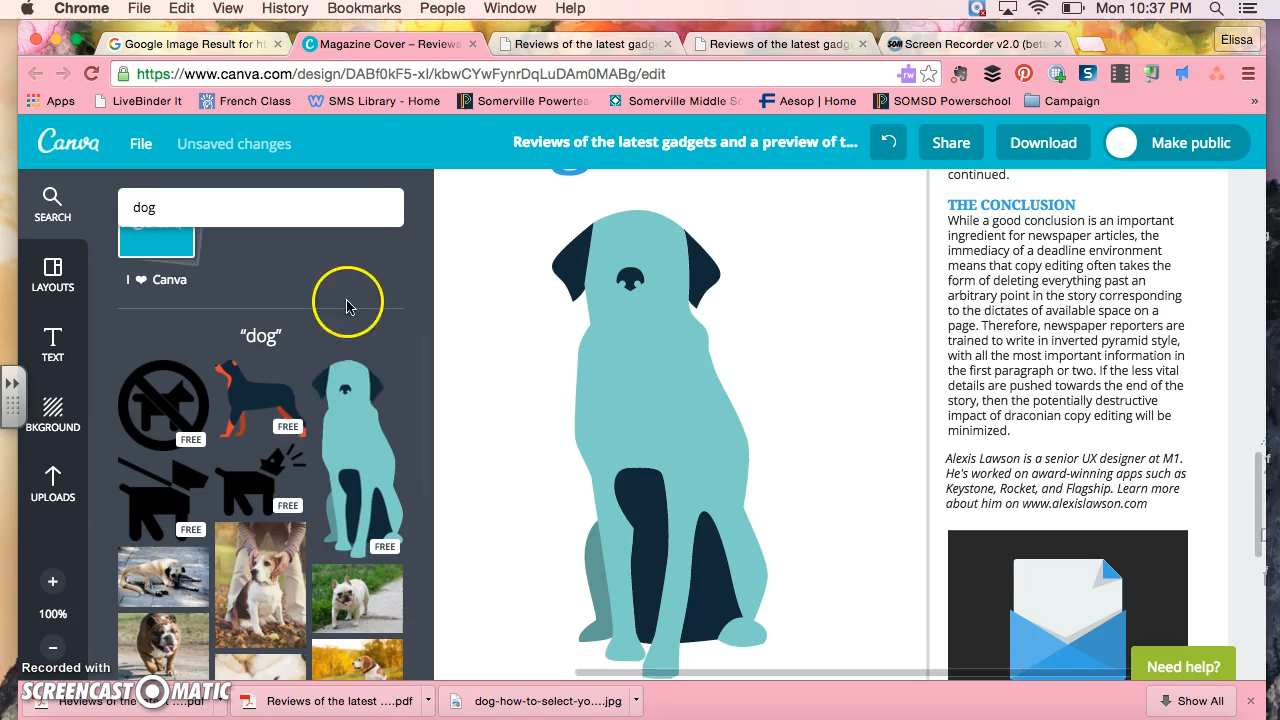 Chrome File Edit View History Bookmarks People Window Help Mon 10:37 PM
Google Image Result for ht Magazine Cover – Reviews Reviews of the latest gadg Reviews of the latest gadg Screen Recorder v2.0 (bet Elissa
https://www.canva.com/design/DABf0kF5-xI/kbwCYwFynrDqLuDAm0MABg/edit
Apps LiveBinder It French Class SMS Library - Home Somerville Powertea Somerville Middle Sc Aesop | Home SOMSD Powerschool Campaign »
Canva File Unsaved changes Reviews of the latest gadgets and a preview of t... Share Download Make public
SEARCH
LAYOUTS
TEXT
BKGROUND
UPLOADS
100%
dog
I ❤ Canva
“dog”
FREE
FREE
FREE
FREE
FREE
continued.
THE CONCLUSION
While a good conclusion is an important
ingredient for newspaper articles, the
immediacy of a deadline environment
means that copy editing often takes the
form of deleting everything past an
arbitrary point in the story corresponding
to the dictates of available space on a
page. Therefore, newspaper reporters are
trained to write in inverted pyramid style,
with all the most important information in
the first paragraph or two. If the less vital
details are pushed towards the end of the
story, then the potentially destructive
impact of draconian copy editing will be
minimized.
Alexis Lawson is a senior UX designer at M1.
He's worked on award-winning apps such as
Keystone, Rocket, and Flagship. Learn more
about him on www.alexislawson.com
Need help?
Recorded with
SCREENCAST O MATIC
Reviews of the latest ....pdf Reviews of the latest ....pdf dog-how-to-select-yo....jpg Show All